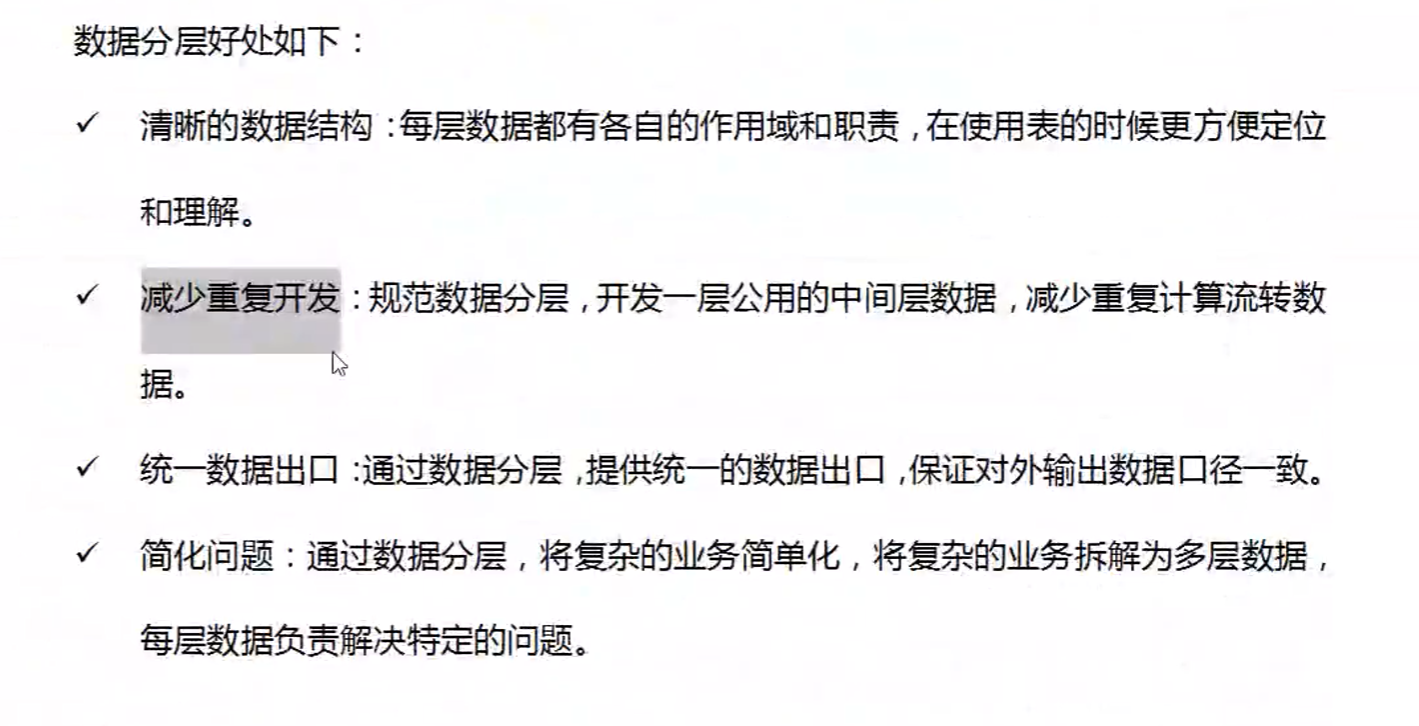 数据分层好处如下：
✓ 清晰的数据结构：每层数据都有各自的作用域和职责，在使用表的时候更方便定位
和理解。
✓ 减少重复开发：规范数据分层，开发一层公用的中间层数据，减少重复计算流转数
据。
✓ 统一数据出口：通过数据分层，提供统一的数据出口，保证对外输出数据口径一致。
✓ 简化问题：通过数据分层，将复杂的业务简单化，将复杂的业务拆解为多层数据，
每层数据负责解决特定的问题。